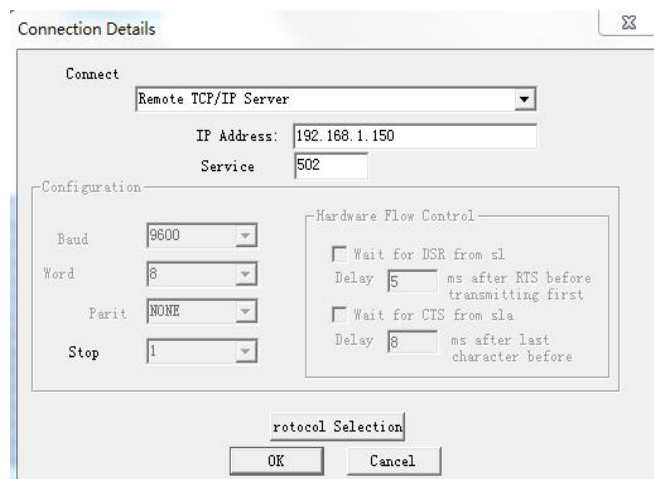 Connection Details
Connect
Remote TCP/IP Server
IP Address: 192.168.1.150
Service 502
Configuration
Baud 9600
Word 8
Parit NONE
Stop 1
Hardware Flow Control
Wait for DSR from sl
Delay 5 ms after RTS before
transmitting first
Wait for CTS from sla
Delay 8 ms after last
character before
rotocol Selection
OK Cancel